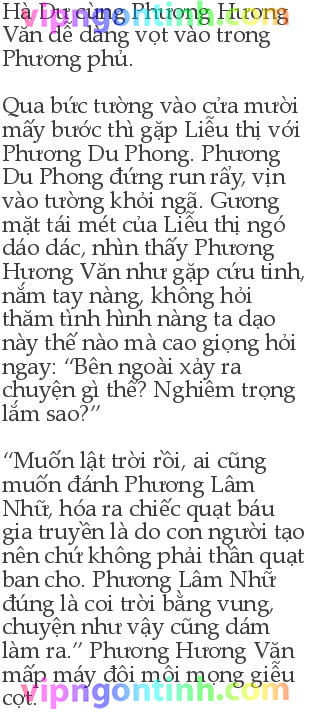 Hà Dư cùng Phương Hương
vipngontinh.com
Văn dễ dàng vọt vào trong
Phương phủ.
Qua bức tường vào cửa mười
mấy bước thì gặp Liễu thị với
Phương Du Phong. Phương
Du Phong đứng run rẩy, vịn
vào tường khỏi ngã. Gương
mặt tái mét của Liễu thị ngó
dáo dác, nhìn thấy Phương
Hương Văn như gặp cứu tinh,
nắm tay nàng, không hỏi
thăm tình hình nàng ta dạo
này thế nào mà cao giọng hỏi
ngay: “Bên ngoài xảy ra
chuyện gì thế? Nghiêm trọng
lắm sao?”
“Muốn lật trời rồi, ai cũng
muốn đánh Phương Lâm
Nhữ, hóa ra chiếc quạt báu
gia truyền là do con người tạo
nên chứ không phải thần quạt
ban cho. Phương Lâm Nhữ
đúng là coi trời bằng vung,
chuyện như vậy cũng dám
làm ra.” Phương Hương Văn
mấp máy đôi môi mọng giễu
vipngontinh.com
cợt.